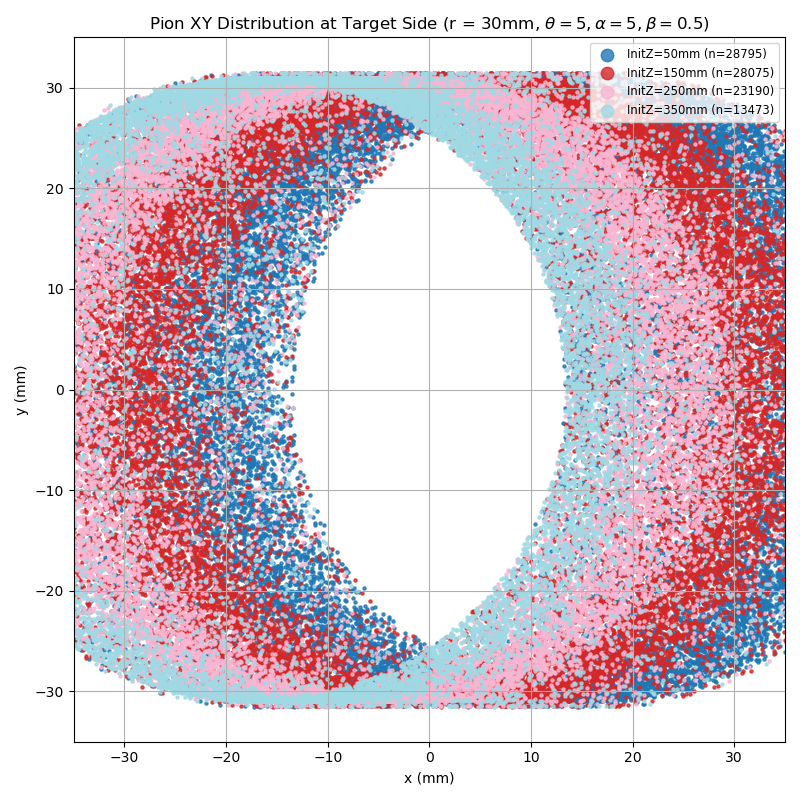 Pion XY Distribution at Target Side (r = 30mm, θ = 5, α = 5, β = 0.5)
InitZ=50mm (n=28795)
InitZ=150mm (n=28075)
InitZ=250mm (n=23190)
InitZ=350mm (n=13473)
30
20
10
0
−10
−20
−30
y (mm)
−30 −20 −10 0 10 20 30
x (mm)